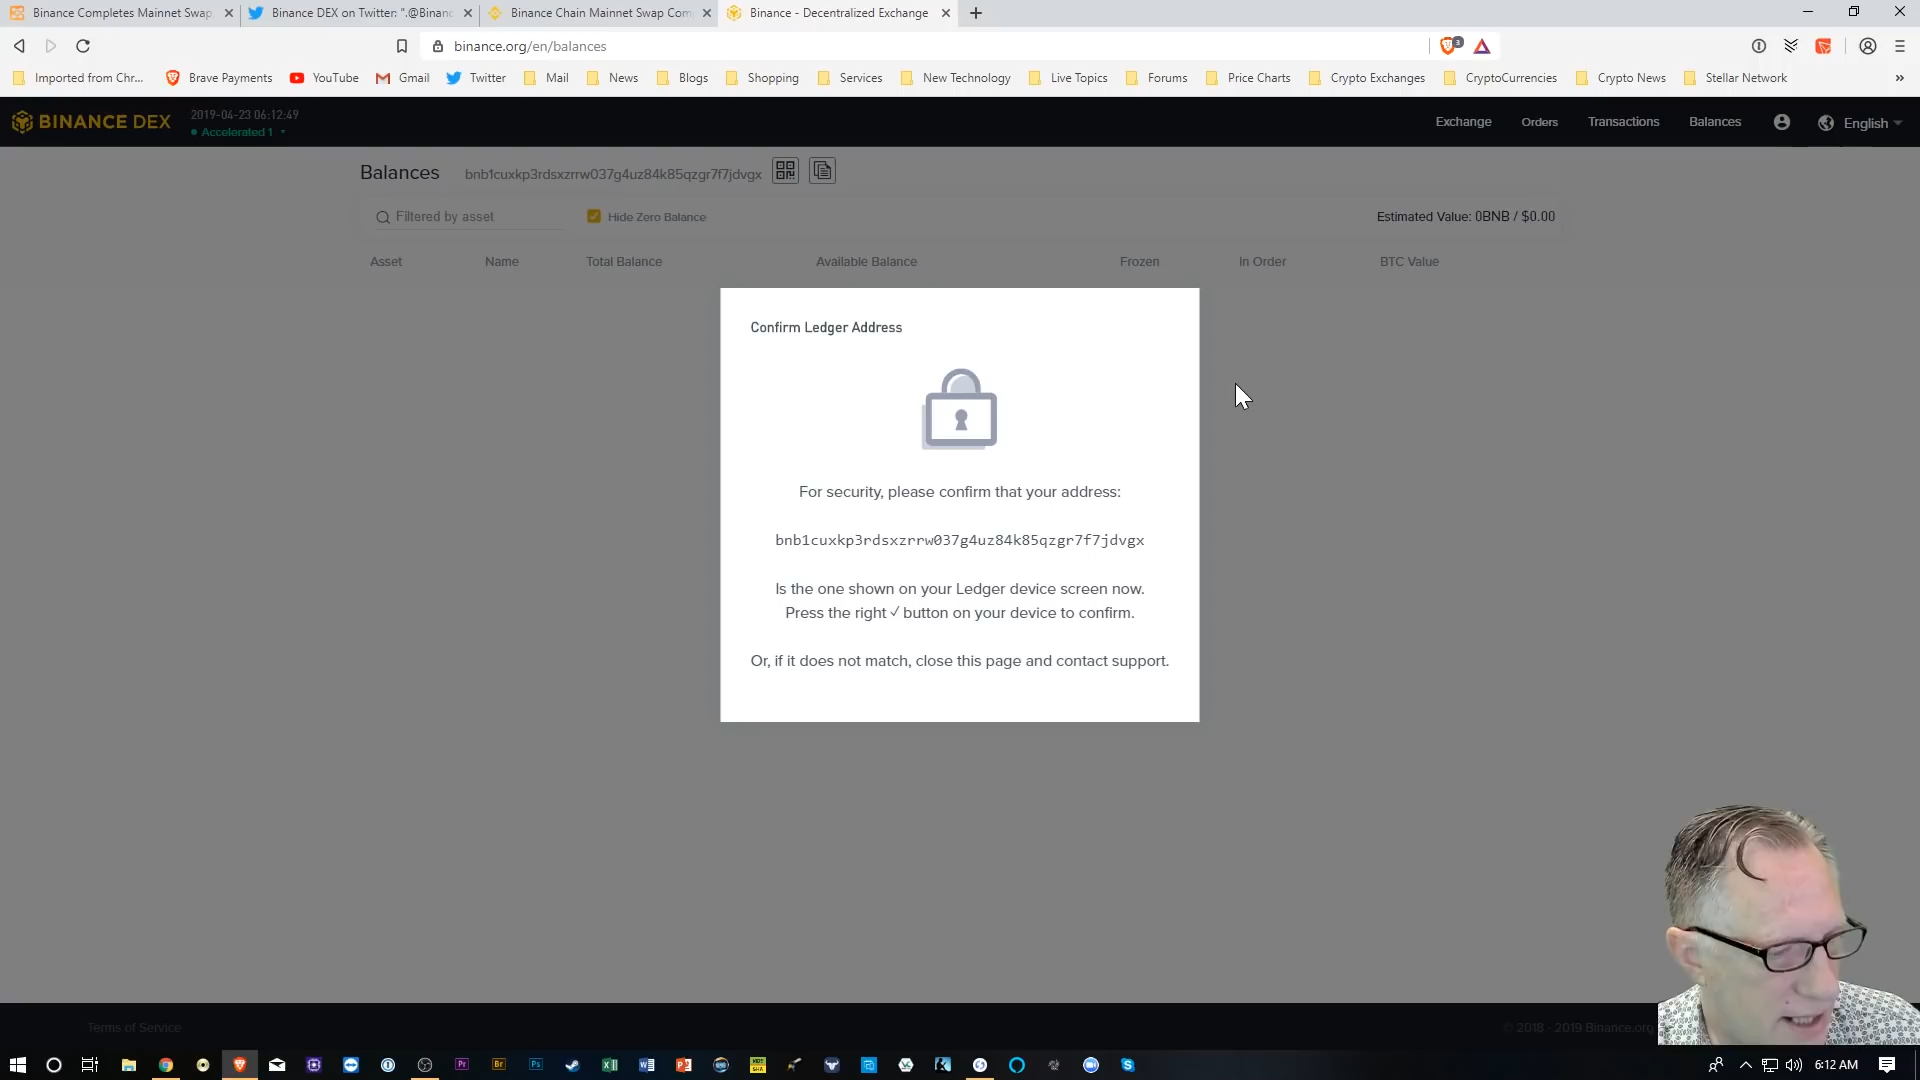 Binance Completes Mainnet Swap
Binance DEX on Twitter: ".@Binanc
Binance Chain Mainnet Swap Com
Binance - Decentralized Exchange
binance.org/en/balances
3
Imported from Chr...
Brave Payments
YouTube
Gmail
Twitter
Mail
News
Blogs
Shopping
Services
New Technology
Live Topics
Forums
Price Charts
Crypto Exchanges
CryptoCurrencies
Crypto News
Stellar Network
BINANCE DEX
2019-04-23 06:12:49
Accelerated 1
Exchange
Orders
Transactions
Balances
English
Balances
bnb1cuxkp3rdsxzrrw037g4uz84k85qzgr7f7jdvgx
Filtered by asset
Hide Zero Balance
Estimated Value: 0BNB / $0.00
Asset
Name
Total Balance
Available Balance
Frozen
In Order
BTC Value
Confirm Ledger Address
For security, please confirm that your address:
bnb1cuxkp3rdsxzrrw037g4uz84k85qzgr7f7jdvgx
Is the one shown on your Ledger device screen now.
Press the right ✓ button on your device to confirm.
Or, if it does not match, close this page and contact support.
Terms of Service
© 2018 - 2019 Binance.org
Pr
Br
Ps
6:12 AM